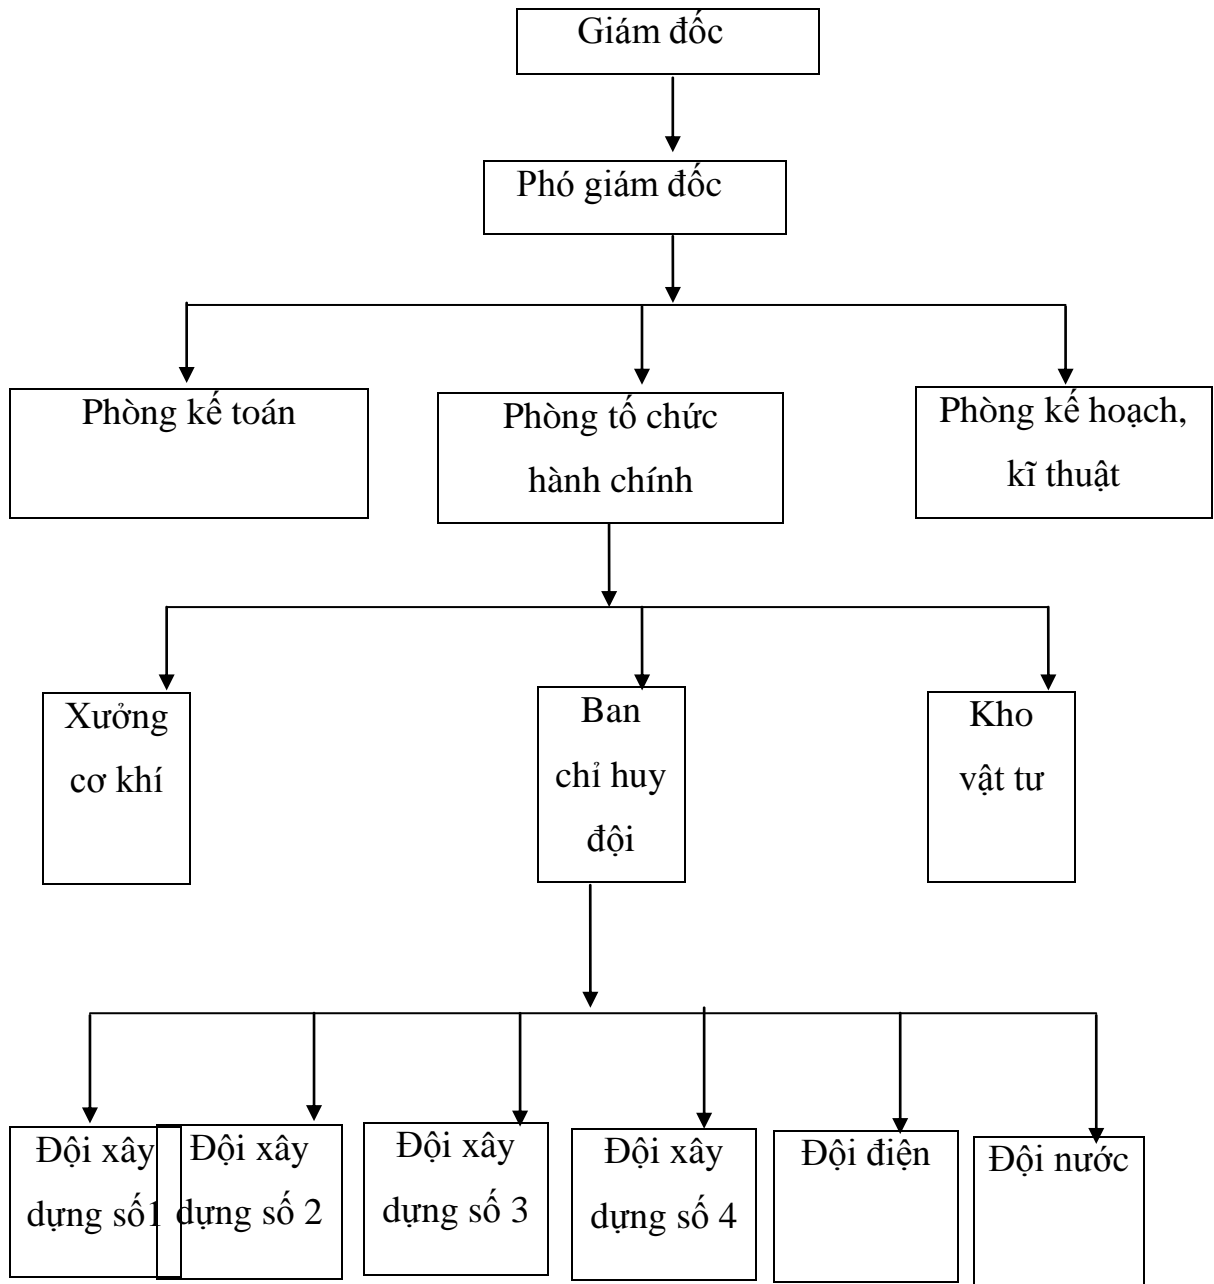 Giám đốc
Phó giám đốc
Phòng kế toán
Phòng tổ chức
hành chính
Phòng kế hoạch,
kĩ thuật
Xưởng
cơ khí
Ban
chỉ huy
đội
Kho
vật tư
Đội xây
dựng số1
Đội xây
dựng số 2
Đội xây
dựng số 3
Đội xây
dựng số 4
Đội điện
Đội nước